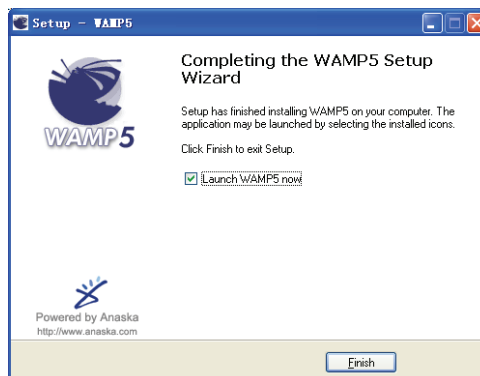 Setup - WAMP5
WAMP5
Completing the WAMP5 Setup
Wizard
Setup has finished installing WAMP5 on your computer. The
application may be launched by selecting the installed icons.
Click Finish to exit Setup.
Launch WAMP5 now
Powered by Anaska
http://www.anaska.com
Finish